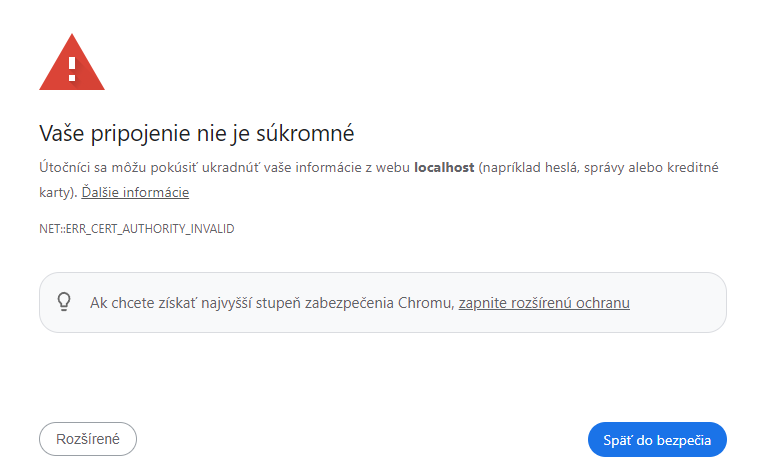 Vaše pripojenie nie je súkromné
Útočníci sa môžu pokúsiť ukradnúť vaše informácie z webu localhost (napríklad heslá, správy alebo kreditné
karty). Ďalšie informácie
NET::ERR_CERT_AUTHORITY_INVALID
Ak chcete získať najvyšší stupeň zabezpečenia Chromu, zapnite rozšírenú ochranu
Rozšírené
Späť do bezpečia